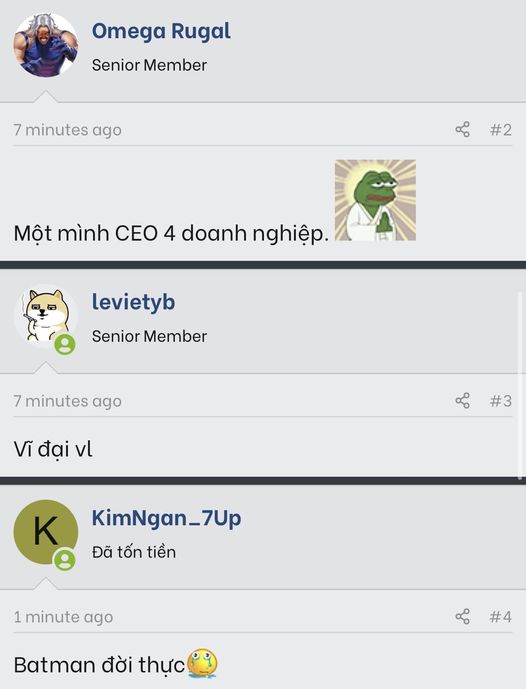 Omega Rugal
Senior Member
7 minutes ago #2
Một mình CEO 4 doanh nghiệp.
levietyb
Senior Member
7 minutes ago #3
Vĩ đại vl
K
KimNgan_7Up
Đã tốn tiền
1 minute ago #4
Batman đời thực